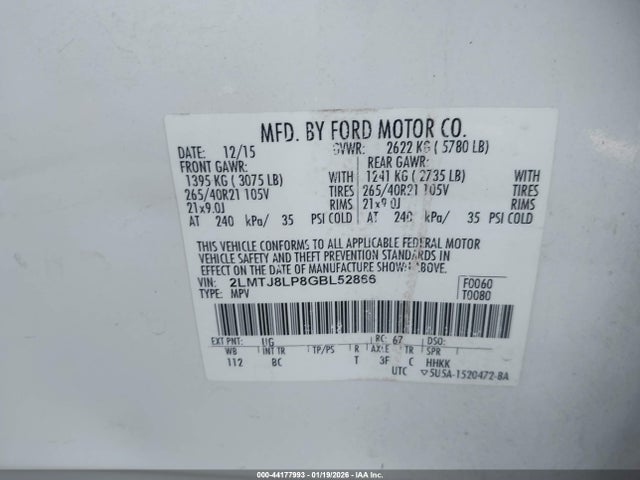 MFD. BY FORD MOTOR CO.
DATE: 12/15 GVWR: 2622 KG ( 5780 LB)
FRONT GAWR: REAR GAWR:
1395 KG ( 3075 LB) WITH 1241 KG ( 2735 LB) WITH
265/40R21 105V TIRES 265/40R21 105V TIRES
21x9.0J RIMS 21x9.0J RIMS
AT 240 kPa/ 35 PSI COLD AT 240 kPa/ 35 PSI COLD
THIS VEHICLE CONFORMS TO ALL APPLICABLE FEDERAL MOTOR
VEHICLE SAFETY AND THEFT PREVENTION STANDARDS IN
EFFECT ON THE DATE OF MANUFACTURE SHOWN ABOVE.
VIN: 2LMTJ8LP8GBL52866 F0060
TYPE: MPV T0080
EXT PNT: UG RC: 67 DSO:
WB INT TR TP/PS R AXLE TR SPR
112 BC T 3F C HHKK
UTC ▽5U5A-1520472-BA
000-44177993 - 01/19/2026 - IAA Inc.